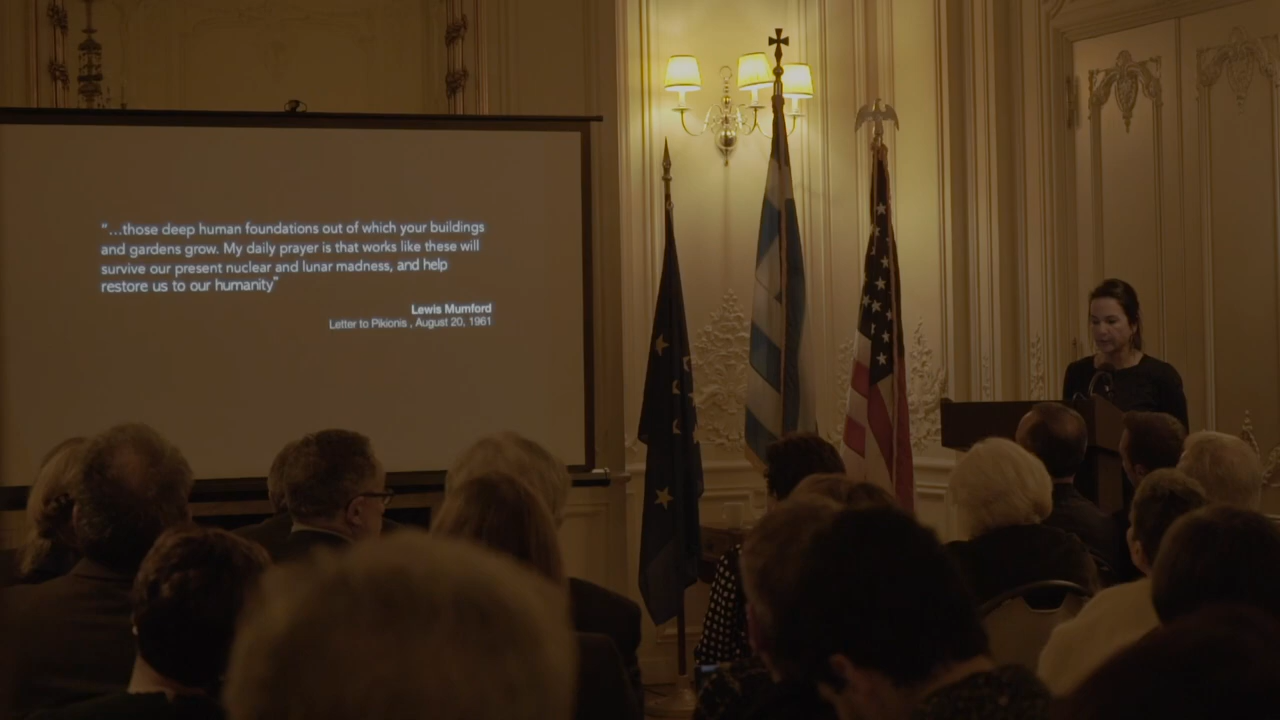 “...those deep human foundations out of which your buildings
and gardens grow. My daily prayer is that works like these will
survive our present nuclear and lunar madness, and help
restore us to our humanity”
Lewis Mumford
Letter to Pikionis , August 20, 1961